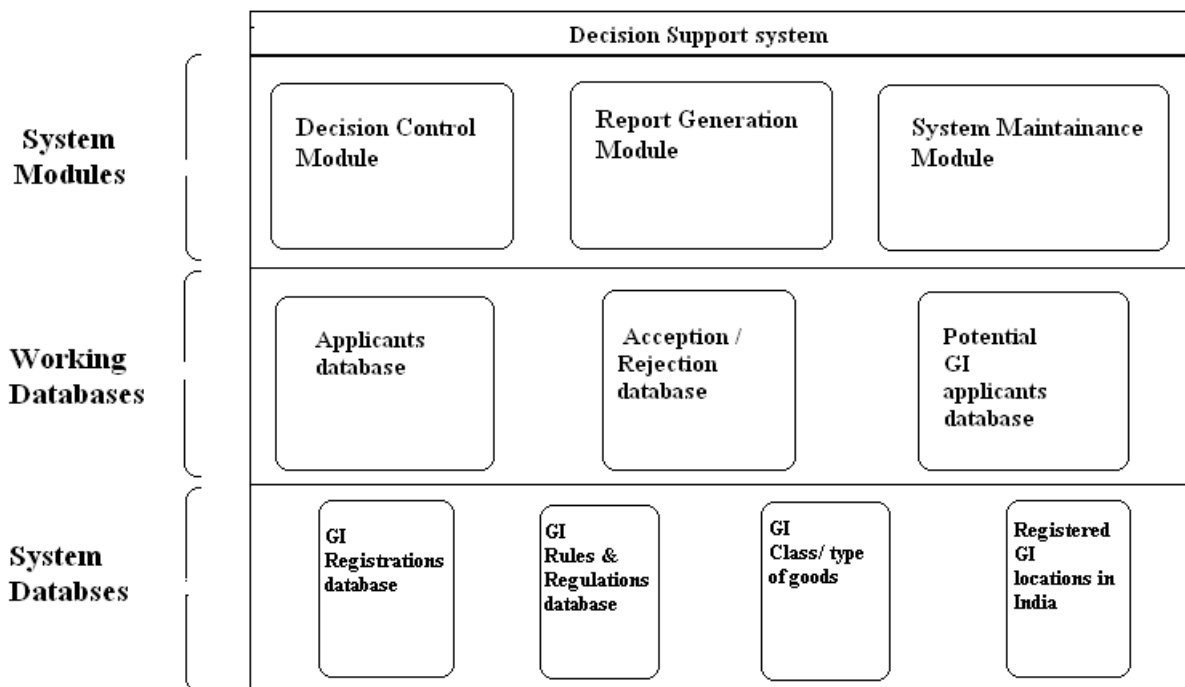 Decision Support system
System
Modules
Decision Control
Module
Report Generation
Module
System Maintainance
Module
Working
Databases
Applicants
database
Acception /
Rejection
database
Potential
GI
applicants
database
System
Databses
GI
Registrations
database
GI
Rules &
Regulations
database
GI
Class/ type
of goods
Registered
GI
locations in
India